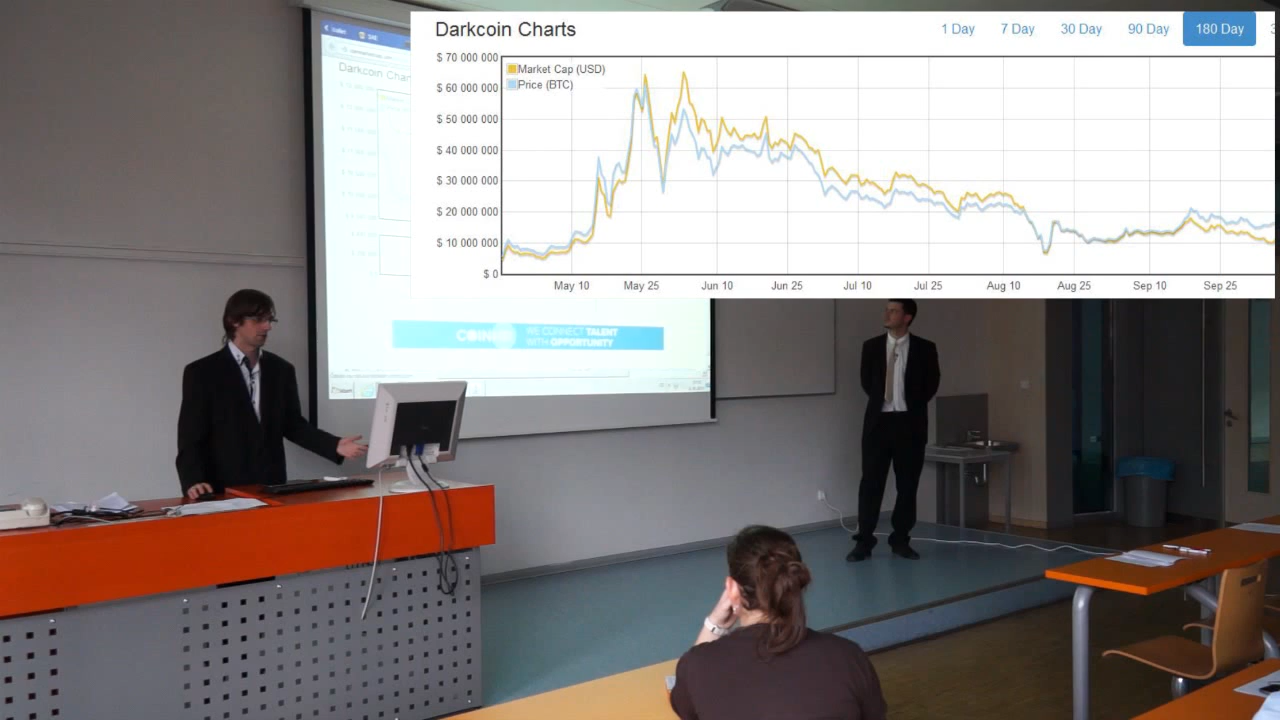 Darkcoin Charts
1 Day 7 Day 30 Day 90 Day 180 Day
$ 70 000 000
$ 60 000 000
$ 50 000 000
$ 40 000 000
$ 30 000 000
$ 20 000 000
$ 10 000 000
$ 0
Market Cap (USD)
Price (BTC)
May 10 May 25 Jun 10 Jun 25 Jul 10 Jul 25 Aug 10 Aug 25 Sep 10 Sep 25
Darkcoin Char
WE CONNECT TALENT
WITH OPPORTUNITY